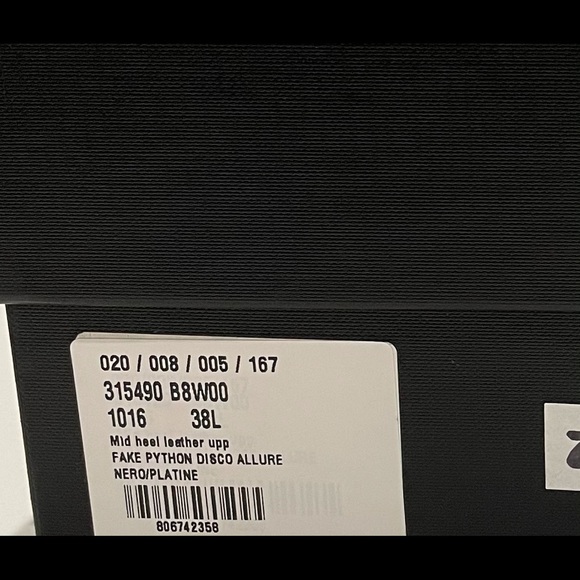 020 / 008 / 005 / 167
315490 B8W00
1016 38L
Mid heel leather upp
FAKE PYTHON DISCO ALLURE
NERO/PLATINE
806742358